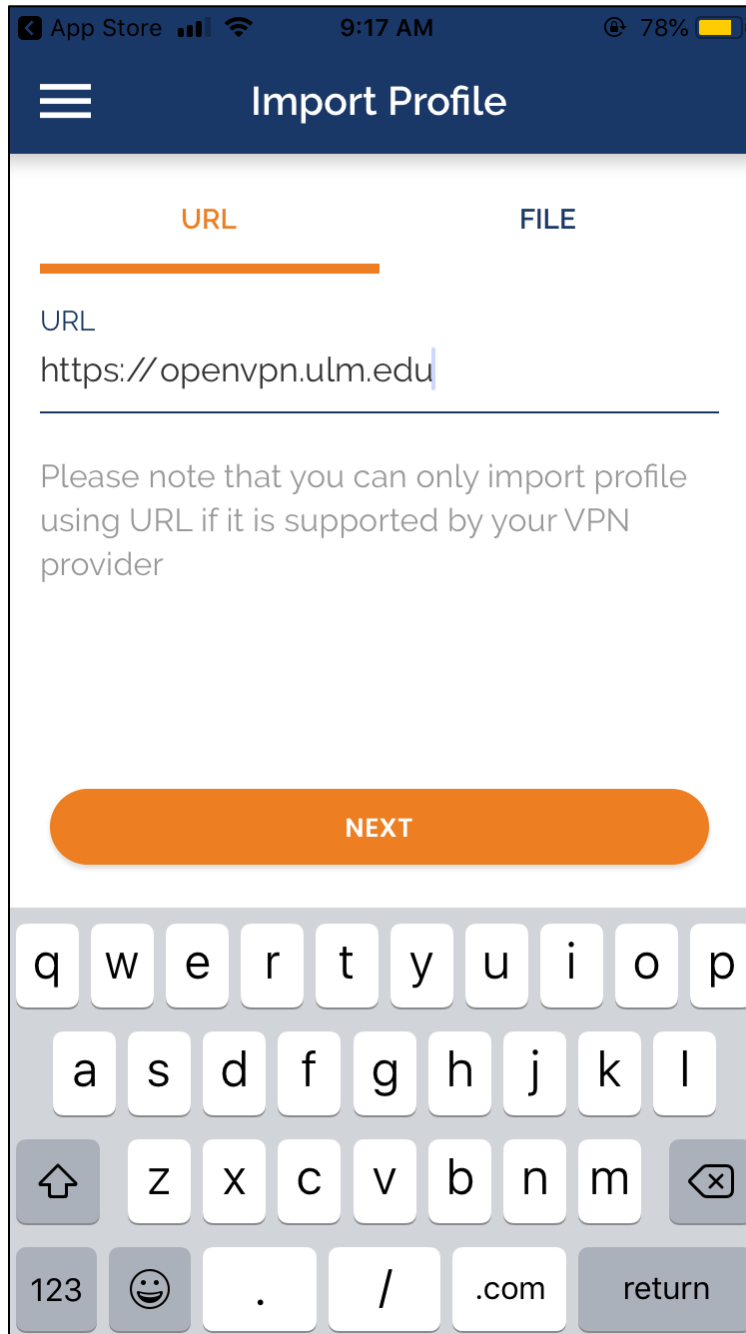 App Store 9:17 AM 78%
Import Profile
URL FILE
URL
https://openvpn.ulm.edu
Please note that you can only import profile
using URL if it is supported by your VPN
provider
NEXT
q w e r t y u i o p
a s d f g h j k l
z x c v b n m
123 . / .com return